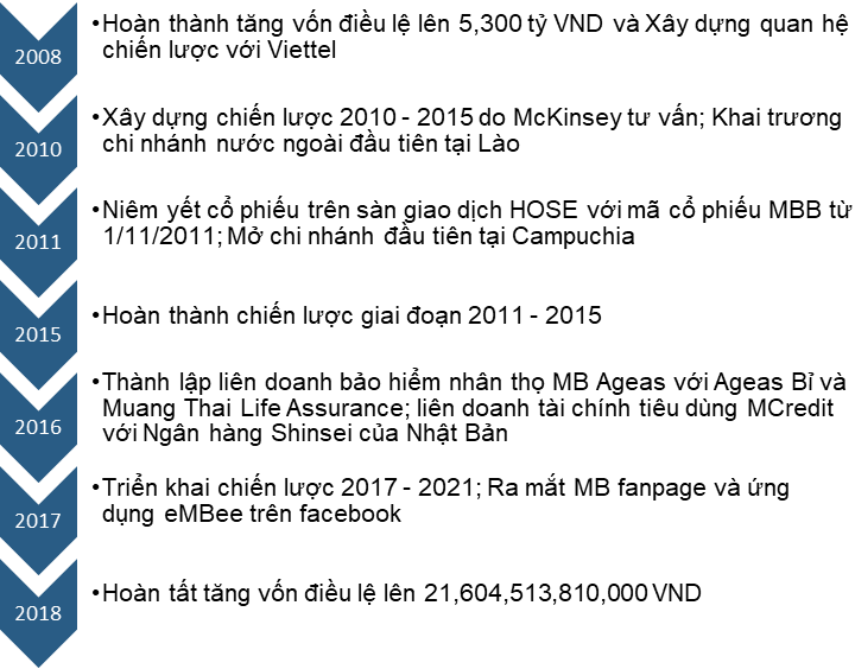 2008
•Hoàn thành tăng vốn điều lệ lên 5,300 tỷ VND và Xây dựng quan hệ
chiến lược với Viettel
2010
•Xây dựng chiến lược 2010 - 2015 do McKinsey tư vấn; Khai trương
chi nhánh nước ngoài đầu tiên tại Lào
2011
•Niêm yết cổ phiếu trên sàn giao dịch HOSE với mã cổ phiếu MBB từ
1/11/2011; Mở chi nhánh đầu tiên tại Campuchia
2015
•Hoàn thành chiến lược giai đoạn 2011 - 2015
2016
•Thành lập liên doanh bảo hiểm nhân thọ MB Ageas với Ageas Bỉ và
Muang Thai Life Assurance; liên doanh tài chính tiêu dùng MCredit
với Ngân hàng Shinsei của Nhật Bản
2017
•Triển khai chiến lược 2017 - 2021; Ra mắt MB fanpage và ứng
dụng eMBee trên facebook
2018
•Hoàn tất tăng vốn điều lệ lên 21,604,513,810,000 VND